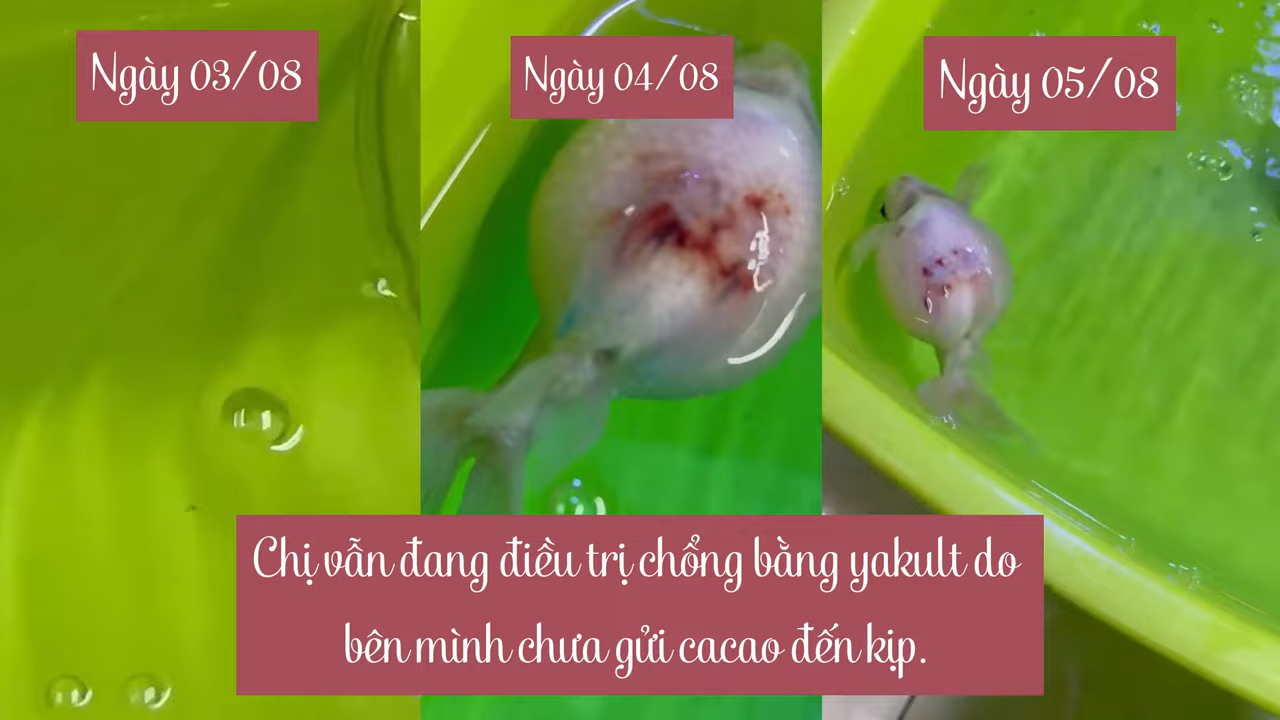 Ngày 03/08
Ngày 04/08
Ngày 05/08
Chị vẫn đang điều trị chổng bằng yakult do
bên mình chưa gửi cacao đến kịp.